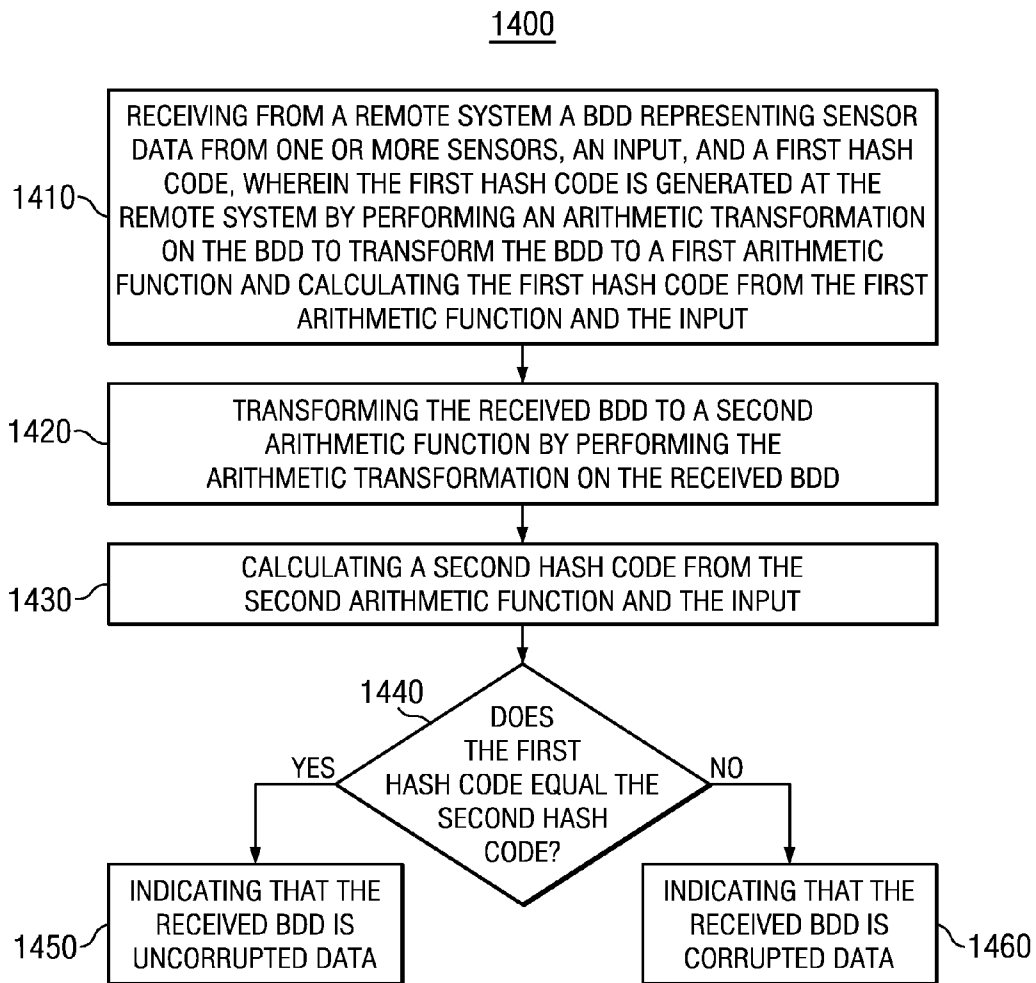 1400
RECEIVING FROM A REMOTE SYSTEM A BDD REPRESENTING SENSOR
DATA FROM ONE OR MORE SENSORS, AN INPUT, AND A FIRST HASH
CODE, WHEREIN THE FIRST HASH CODE IS GENERATED AT THE
REMOTE SYSTEM BY PERFORMING AN ARITHMETIC TRANSFORMATION
ON THE BDD TO TRANSFORM THE BDD TO A FIRST ARITHMETIC
FUNCTION AND CALCULATING THE FIRST HASH CODE FROM THE FIRST
ARITHMETIC FUNCTION AND THE INPUT
1410
TRANSFORMING THE RECEIVED BDD TO A SECOND
ARITHMETIC FUNCTION BY PERFORMING THE
ARITHMETIC TRANSFORMATION ON THE RECEIVED BDD
1420
CALCULATING A SECOND HASH CODE FROM THE
SECOND ARITHMETIC FUNCTION AND THE INPUT
1430
1440
DOES
THE FIRST
HASH CODE EQUAL THE
SECOND HASH
CODE?
YES
NO
INDICATING THAT THE
RECEIVED BDD IS
UNCORRUPTED DATA
1450
INDICATING THAT THE
RECEIVED BDD IS
CORRUPTED DATA
1460